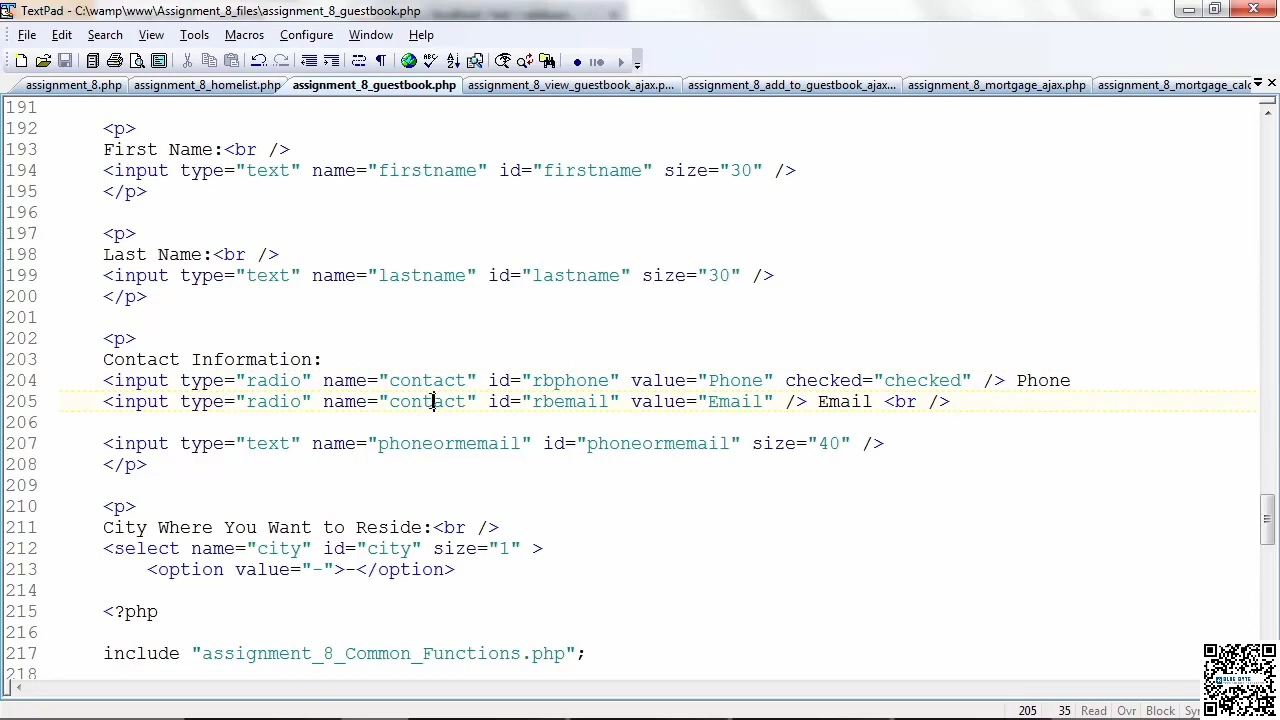 TextPad - C:\wamp\www\Assignment_8_files\assignment_8_guestbook.php
File Edit Search View Tools Macros Configure Window Help
assignment_8.php assignment_8_homelist.php assignment_8_guestbook.php assignment_8_view_guestbook_ajax.p... assignment_8_add_to_guestbook_ajax... assignment_8_mortgage_ajax.php assignment_8_mortgage_calc
191
192 <p>
193 First Name:<br />
194 <input type="text" name="firstname" id="firstname" size="30" />
195 </p>
196
197 <p>
198 Last Name:<br />
199 <input type="text" name="lastname" id="lastname" size="30" />
200 </p>
201
202 <p>
203 Contact Information:
204 <input type="radio" name="contact" id="rbphone" value="Phone" checked="checked" /> Phone
205 <input type="radio" name="contact" id="rbemail" value="Email" /> Email <br />
206
207 <input type="text" name="phoneormemail" id="phoneormemail" size="40" />
208 </p>
209
210 <p>
211 City Where You Want to Reside:<br />
212 <select name="city" id="city" size="1" >
213 <option value="-">-</option>
214
215 <?php
216
217 include "assignment_8_Common_Functions.php";
218
BLUE BYTE
205 35 Read Ovr Block Sy